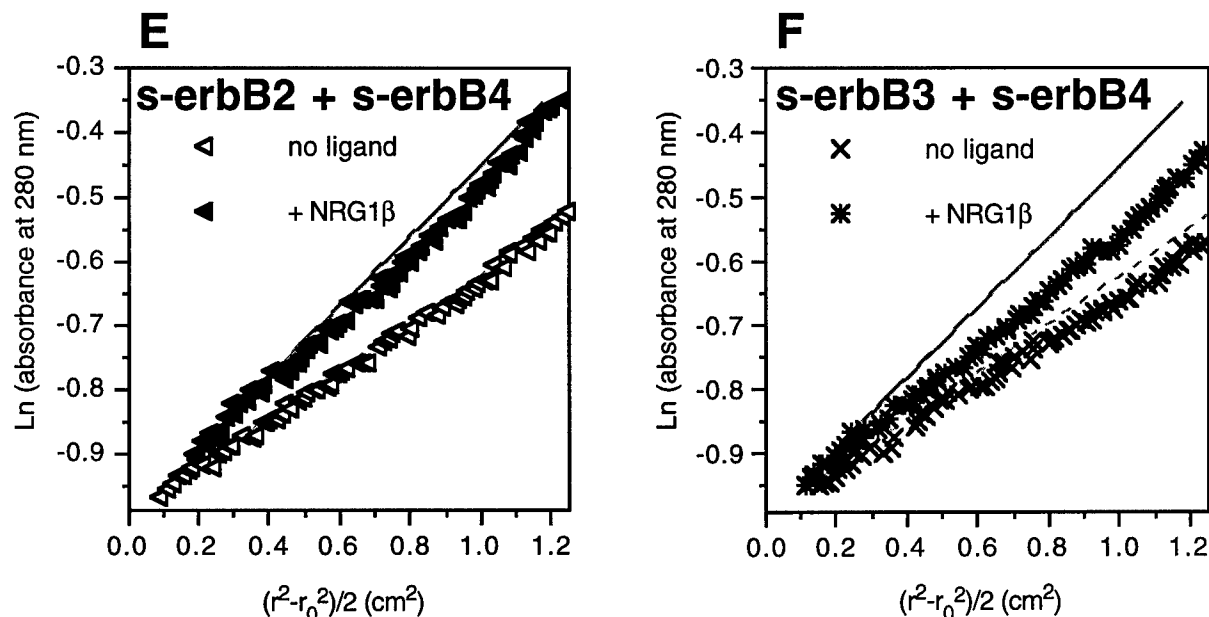 E
s-erbB2 + s-erbB4
no ligand
+ NRG1β
-0.3
-0.4
-0.5
-0.6
-0.7
-0.8
-0.9
Ln (absorbance at 280 nm)
0.0 0.2 0.4 0.6 0.8 1.0 1.2
(r²-r₀²)/2 (cm²)
F
s-erbB3 + s-erbB4
no ligand
+ NRG1β
-0.3
-0.4
-0.5
-0.6
-0.7
-0.8
-0.9
Ln (absorbance at 280 nm)
0.0 0.2 0.4 0.6 0.8 1.0 1.2
(r²-r₀²)/2 (cm²)